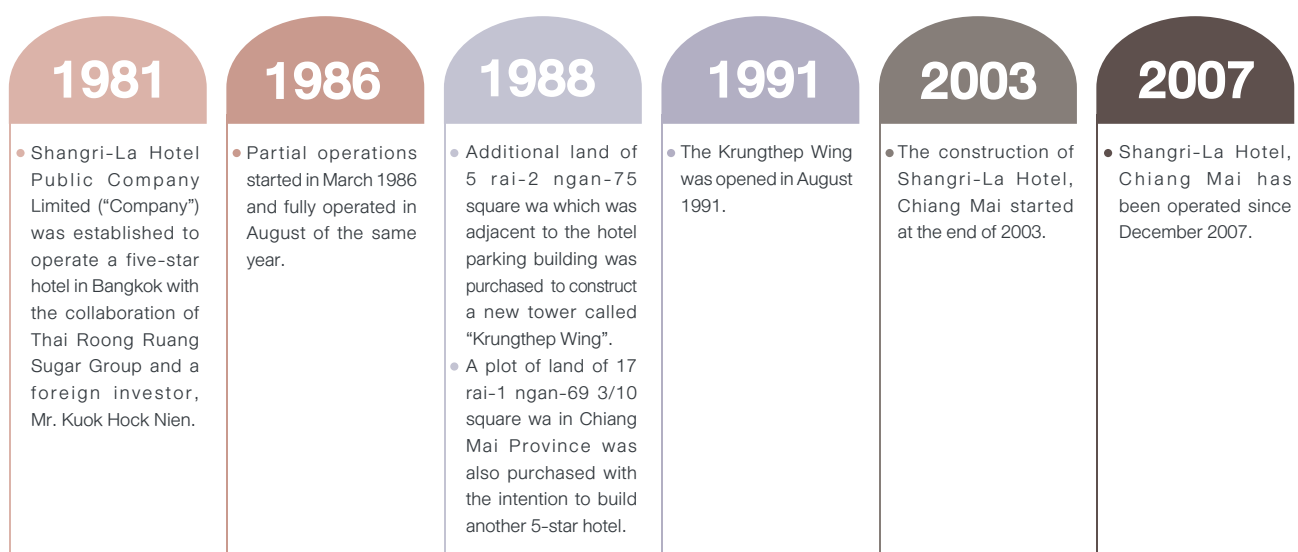 1981
Shangri-La Hotel
Public Company
Limited (“Company”)
was established to
operate a five-star
hotel in Bangkok with
the collaboration of
Thai Roong Ruang
Sugar Group and a
foreign investor,
Mr. Kuok Hock Nien.
1986
Partial operations
started in March 1986
and fully operated in
August of the same
year.
1988
Additional land of
5 rai-2 ngan-75
square wa which was
adjacent to the hotel
parking building was
purchased to construct
a new tower called
“Krungthep Wing”.
A plot of land of 17
rai-1 ngan-69 3/10
square wa in Chiang
Mai Province was
also purchased with
the intention to build
another 5-star hotel.
1991
The Krungthep Wing
was opened in August
1991.
2003
The construction of
Shangri-La Hotel,
Chiang Mai started
at the end of 2003.
2007
Shangri-La Hotel,
Chiang Mai has
been operated since
December 2007.